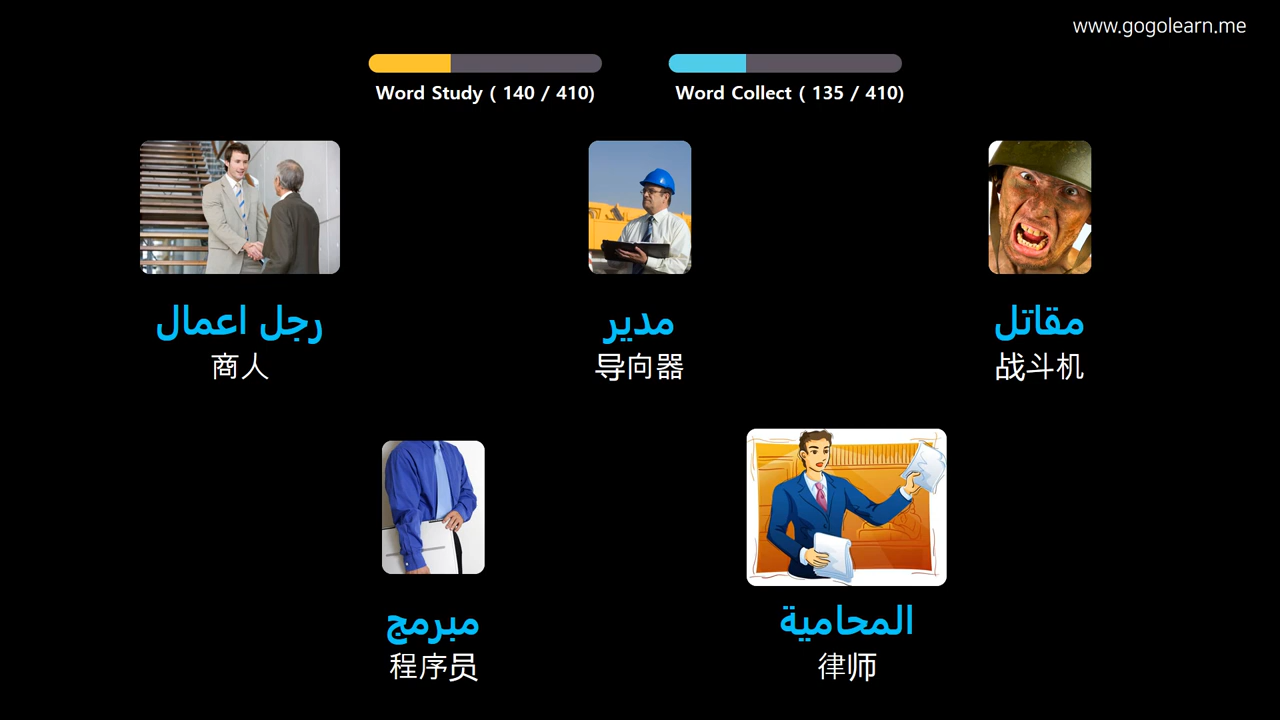 www.gogolearn.me
Word Study ( 140 / 410)
Word Collect ( 135 / 410)
رجل اعمال
商人
مدير
导向器
مقاتل
战斗机
مبرمج
程序员
المحامية
律师